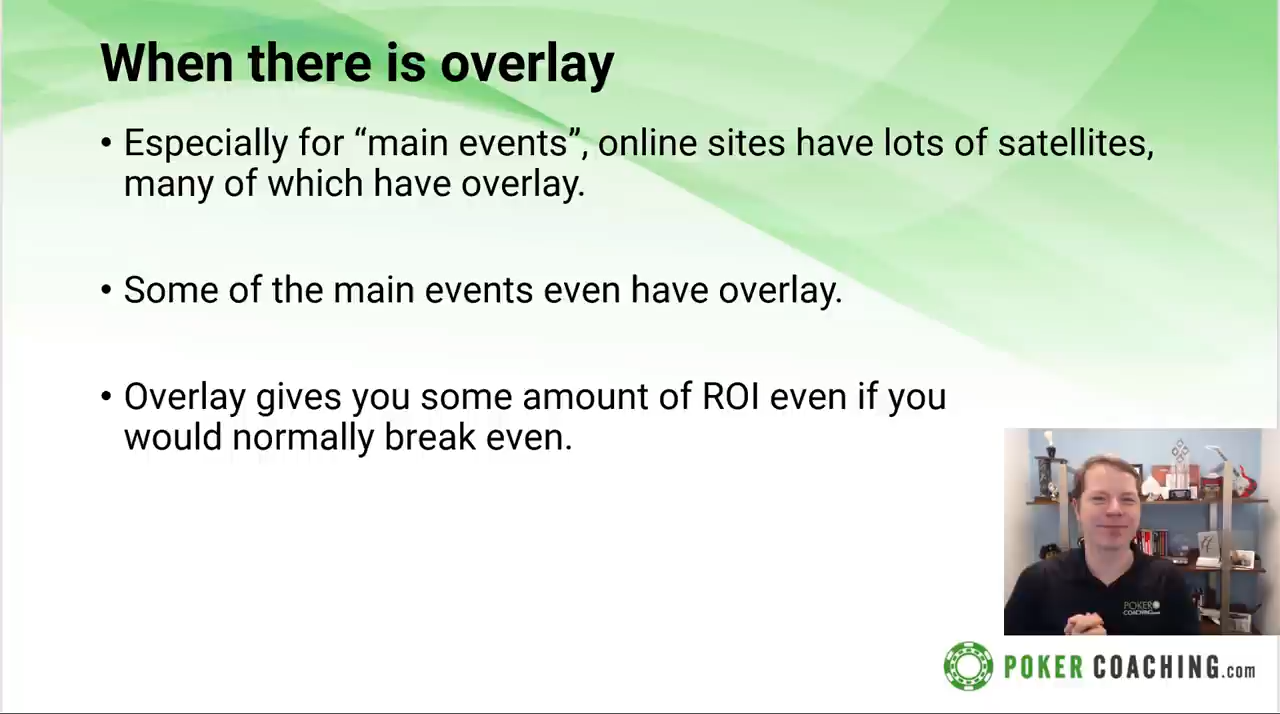 When there is overlay
• Especially for “main events”, online sites have lots of satellites,
many of which have overlay.
• Some of the main events even have overlay.
• Overlay gives you some amount of ROI even if you
would normally break even.
POKER
COACHING
POKER COACHING.com